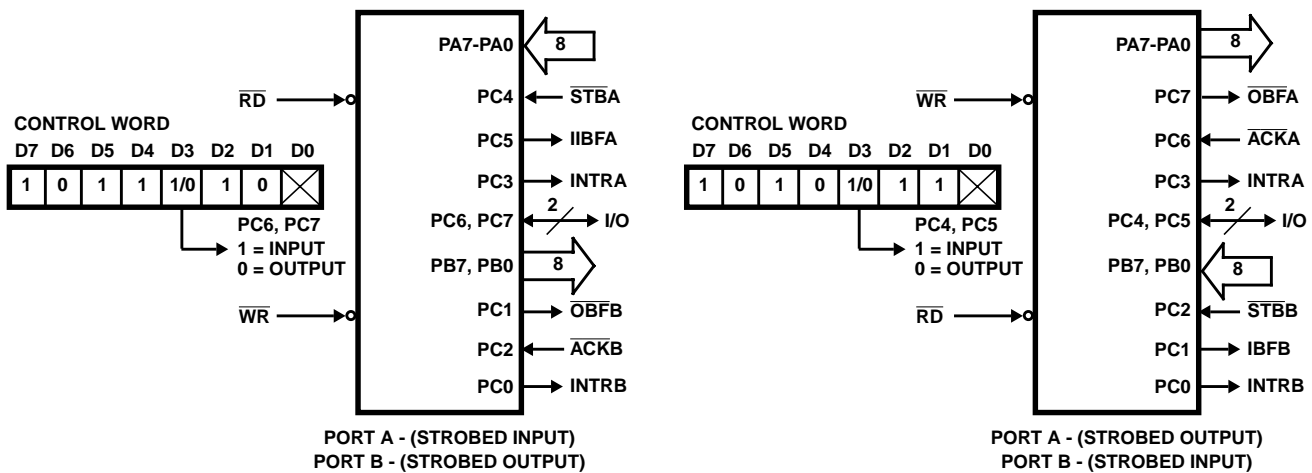 PA7-PA0
8
RD
PC4
STBA
CONTROL WORD
PC5
IIBFA
D7 D6 D5 D4 D3 D2 D1 D0
1 0 1 1 1/0 1 0
PC3
INTRA
PC6, PC7
1 = INPUT
0 = OUTPUT
PC6, PC7
2
I/O
PB7, PB0
8
WR
PC1
OBFB
PC2
ACKB
PC0
INTRB
PORT A - (STROBED INPUT)
PORT B - (STROBED OUTPUT)
PA7-PA0
8
WR
PC7
OBFA
CONTROL WORD
PC6
ACKA
D7 D6 D5 D4 D3 D2 D1 D0
1 0 1 0 1/0 1 1
PC3
INTRA
PC4, PC5
1 = INPUT
0 = OUTPUT
PC4, PC5
2
I/O
PB7, PB0
8
RD
PC2
STBB
PC1
IBFB
PC0
INTRB
PORT A - (STROBED OUTPUT)
PORT B - (STROBED INPUT)